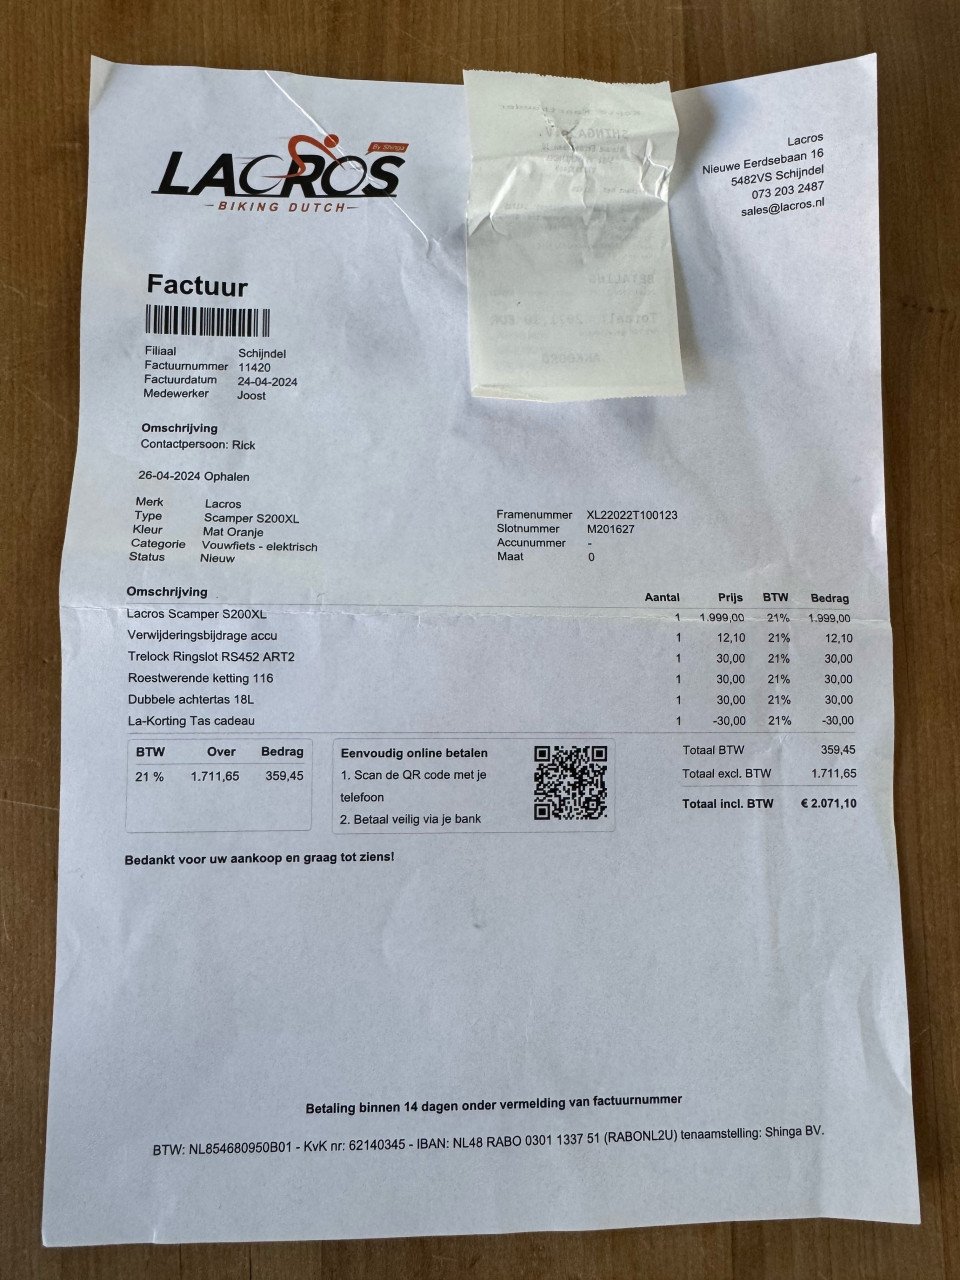 By Shinga
LACROS
BIKING DUTCH
Lacros
Nieuwe Eerdsebaan 16
5482VS Schijndel
073 203 2487
sales@lacros.nl
SHINGA B.V.
BETALING
Totaal: 2071,10 EUR
AKKOORD
Factuur
Filiaal Schijndel
Factuurnummer 11420
Factuurdatum 24-04-2024
Medewerker Joost
Omschrijving
Contactpersoon: Rick
26-04-2024 Ophalen
Merk Lacros
Type Scamper S200XL
Kleur Mat Oranje
Categorie Vouwfiets - elektrisch
Status Nieuw
Framenummer XL22022T100123
Slotnummer M201627
Accunummer -
Maat 0
Omschrijving Aantal Prijs BTW Bedrag
Lacros Scamper S200XL 1 1.999,00 21% 1.999,00
Verwijderingsbijdrage accu 1 12,10 21% 12,10
Trelock Ringslot RS452 ART2 1 30,00 21% 30,00
Roestwerende ketting 116 1 30,00 21% 30,00
Dubbele achtertas 18L 1 30,00 21% 30,00
La-Korting Tas cadeau 1 -30,00 21% -30,00
BTW Over Bedrag
21 % 1.711,65 359,45
Eenvoudig online betalen
1. Scan de QR code met je
telefoon
2. Betaal veilig via je bank
Totaal BTW 359,45
Totaal excl. BTW 1.711,65
Totaal incl. BTW € 2.071,10
Bedankt voor uw aankoop en graag tot ziens!
Betaling binnen 14 dagen onder vermelding van factuurnummer
BTW: NL854680950B01 - KvK nr: 62140345 - IBAN: NL48 RABO 0301 1337 51 (RABONL2U) tenaamstelling: Shinga BV.